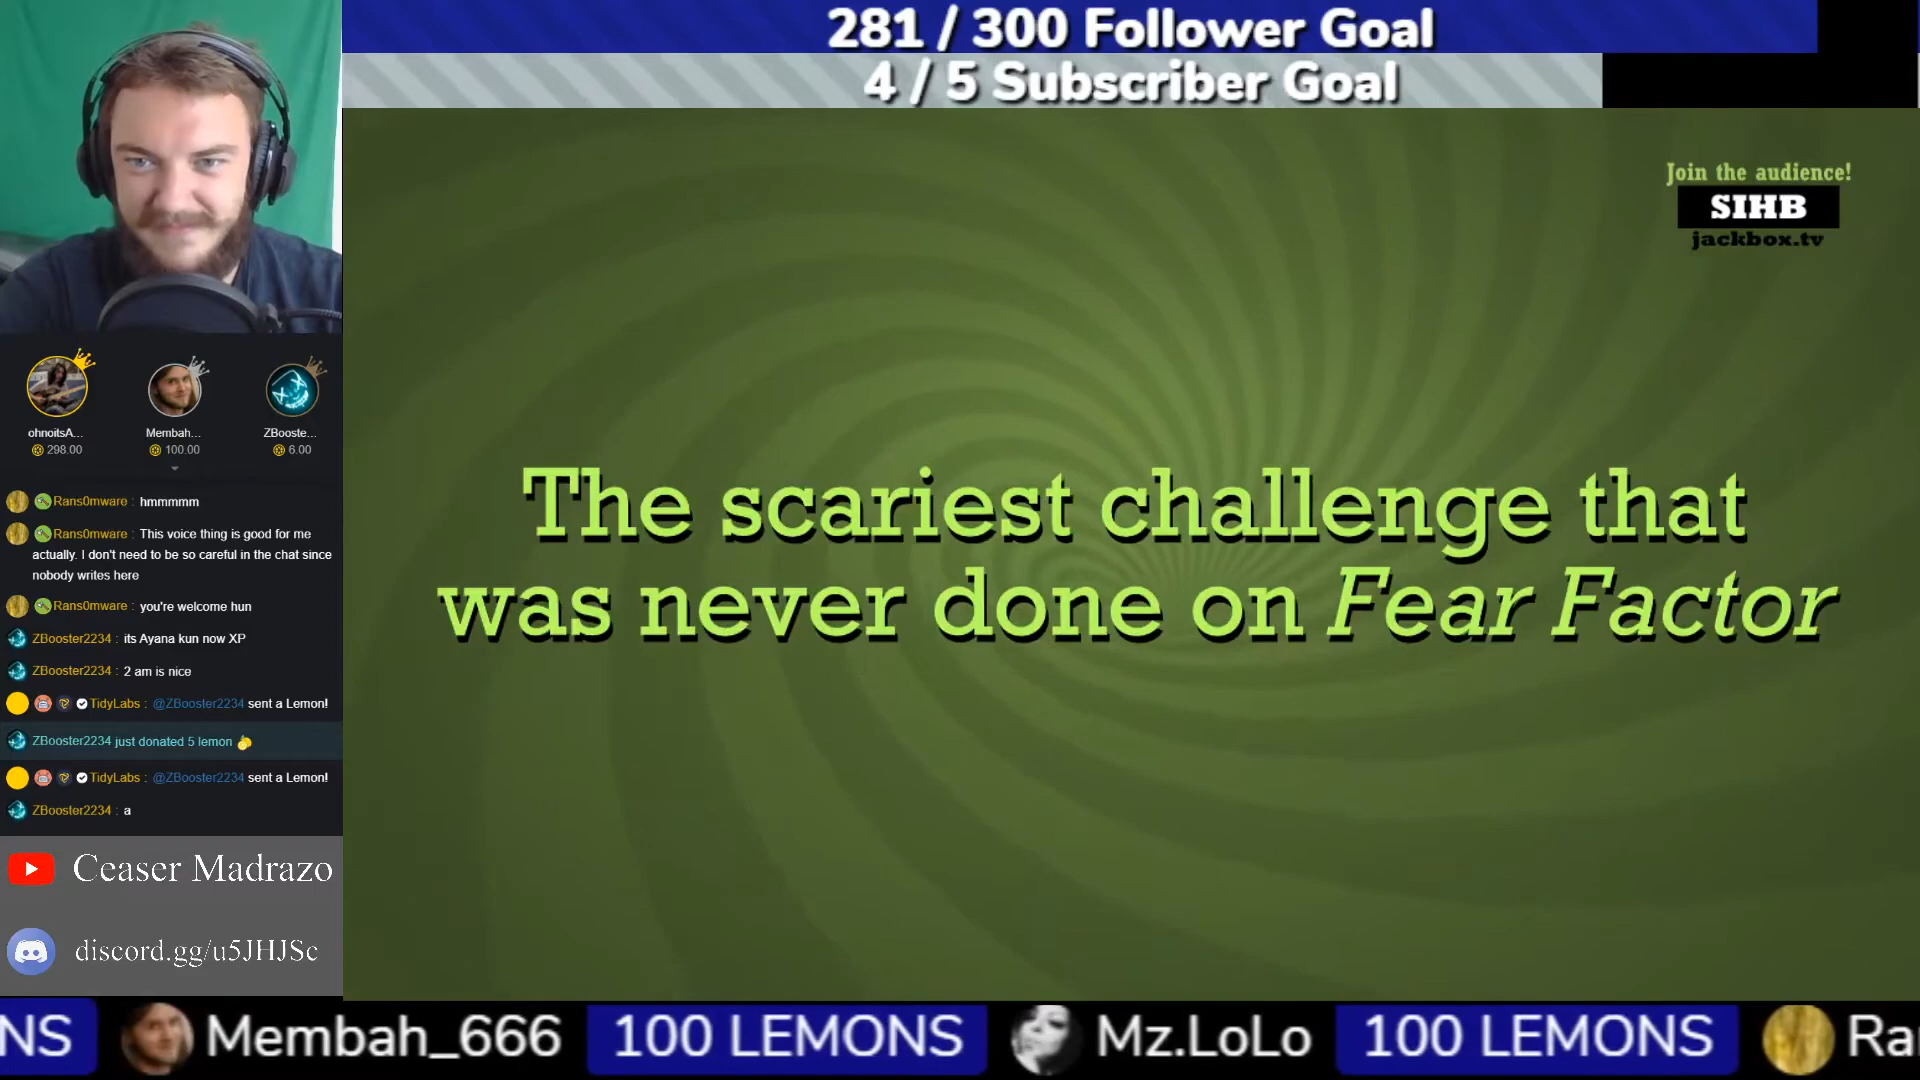 281 / 300 Follower Goal
4 / 5 Subscriber Goal
Join the audience!
SIHB
jackbox.tv
The scariest challenge that
was never done on Fear Factor
ohnoitsA...
298.00
Membah...
100.00
ZBooste...
6.00
Rans0mware : hmmmmm
Rans0mware : This voice thing is good for me
actually. I don't need to be so careful in the chat since
nobody writes here
Rans0mware : you're welcome hun
ZBooster2234 : its Ayana kun now XP
ZBooster2234 : 2 am is nice
TidyLabs : @ZBooster2234 sent a Lemon!
ZBooster2234 just donated 5 lemon
TidyLabs : @ZBooster2234 sent a Lemon!
ZBooster2234 : a
Ceaser Madrazo
discord.gg/u5JHJSc
NS Membah_666 100 LEMONS Mz.LoLo 100 LEMONS Ra